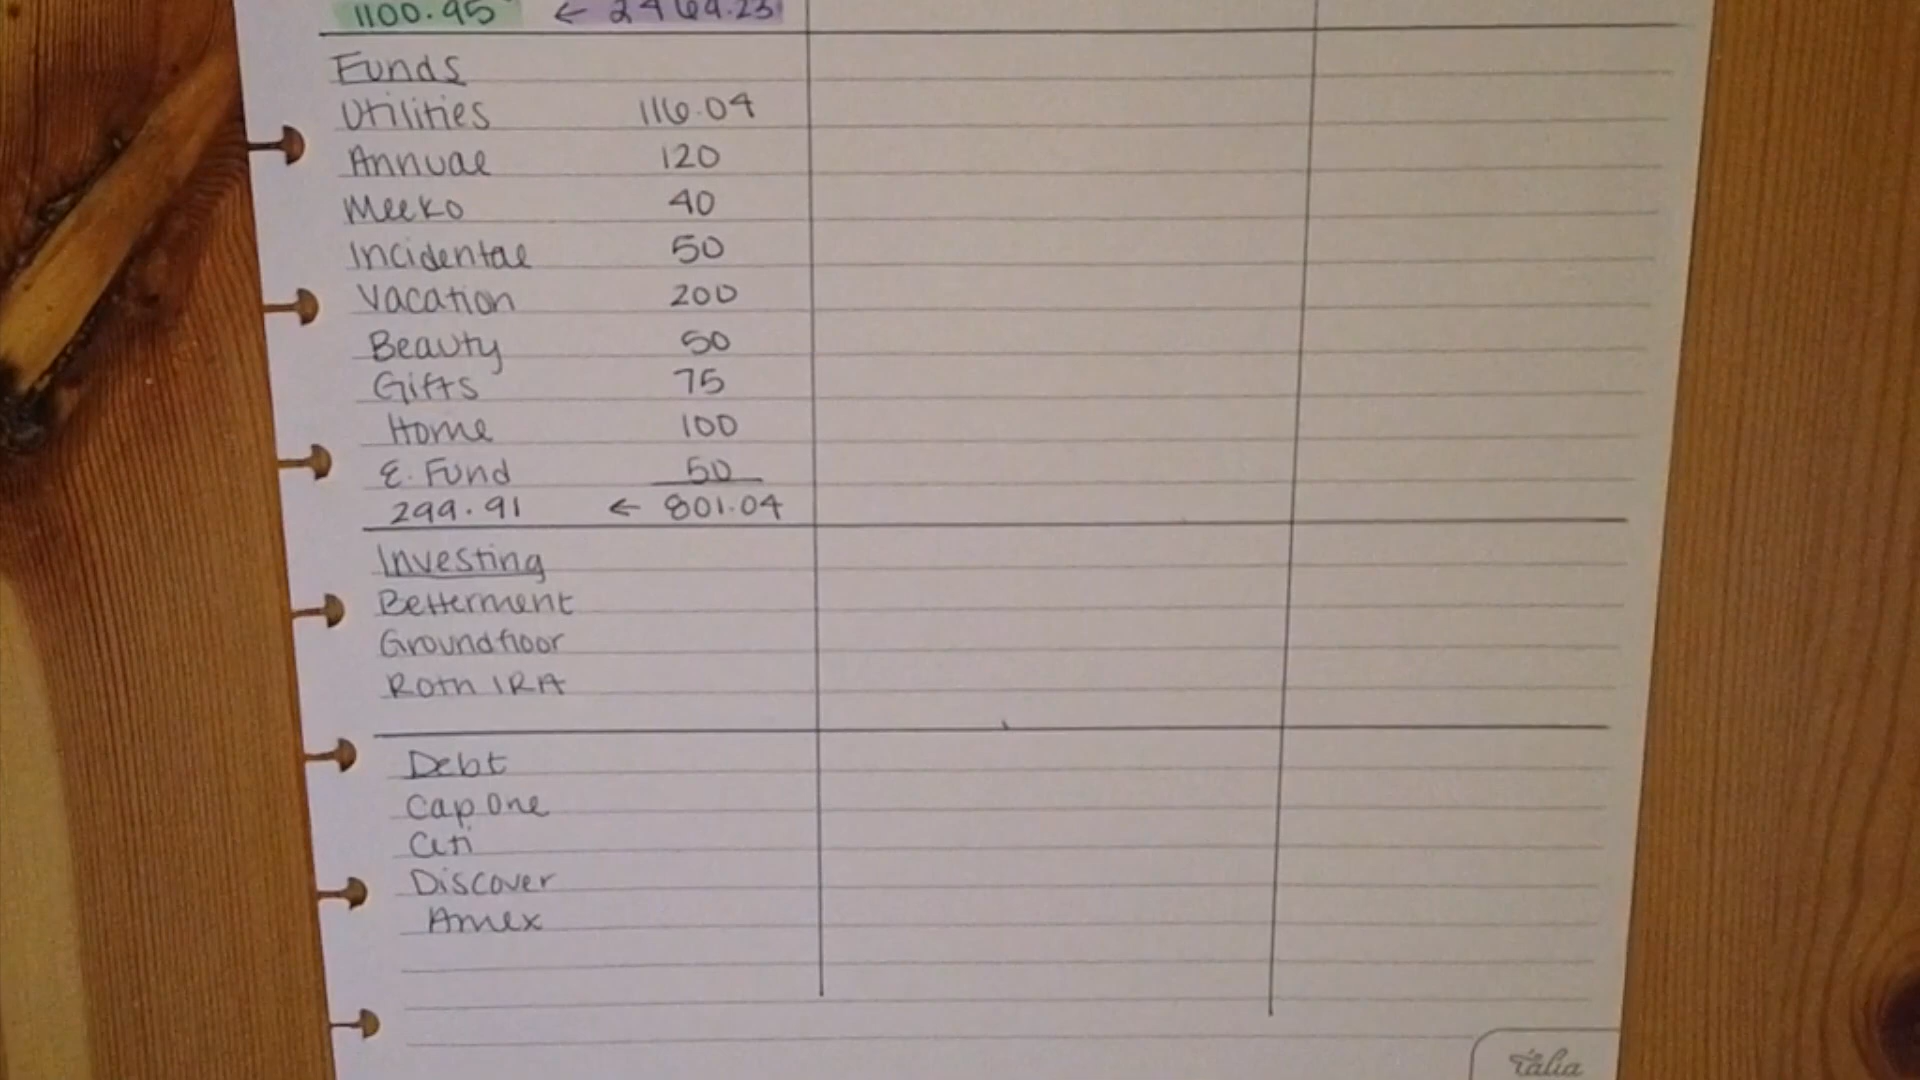 1100.95 ← 2464.23
Funds
Utilities 116.04
Annual 120
Meeko 40
Incidental 50
Vacation 200
Beauty 50
Gifts 75
Home 100
E. Fund 50
299.91 ← 801.04
Investing
Betterment
Groundfloor
Roth IRA
Debt
Cap One
Citi
Discover
Amex
tālia